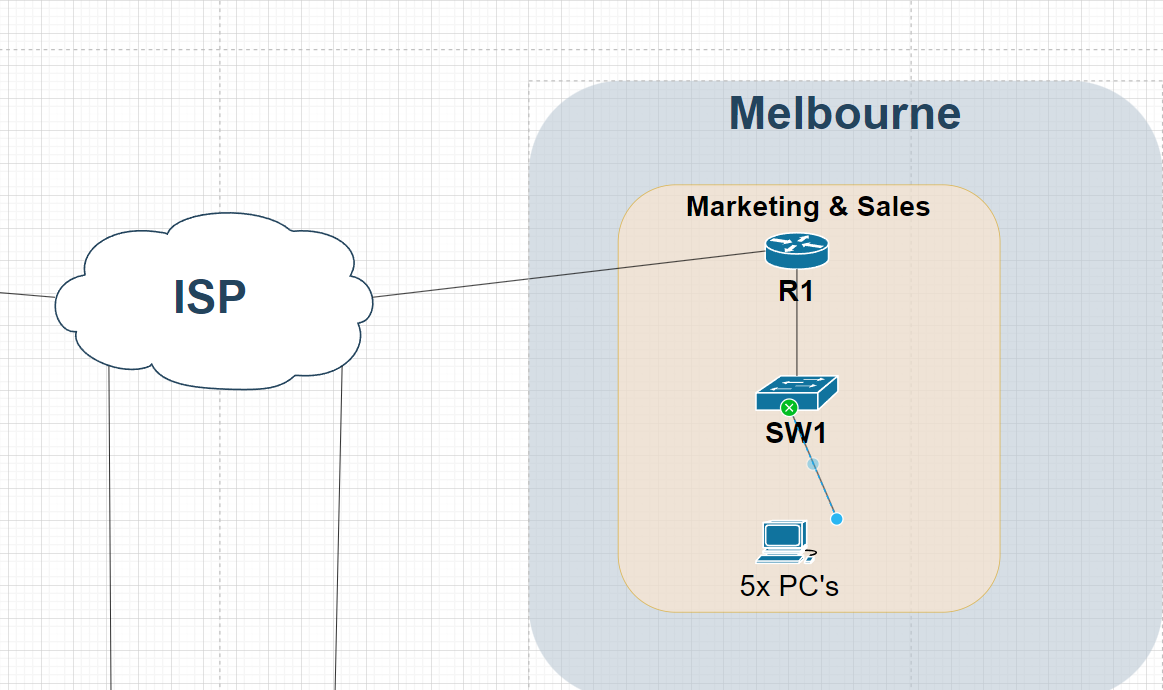 Melbourne
Marketing & Sales
ISP
R1
SW1
5x PC's